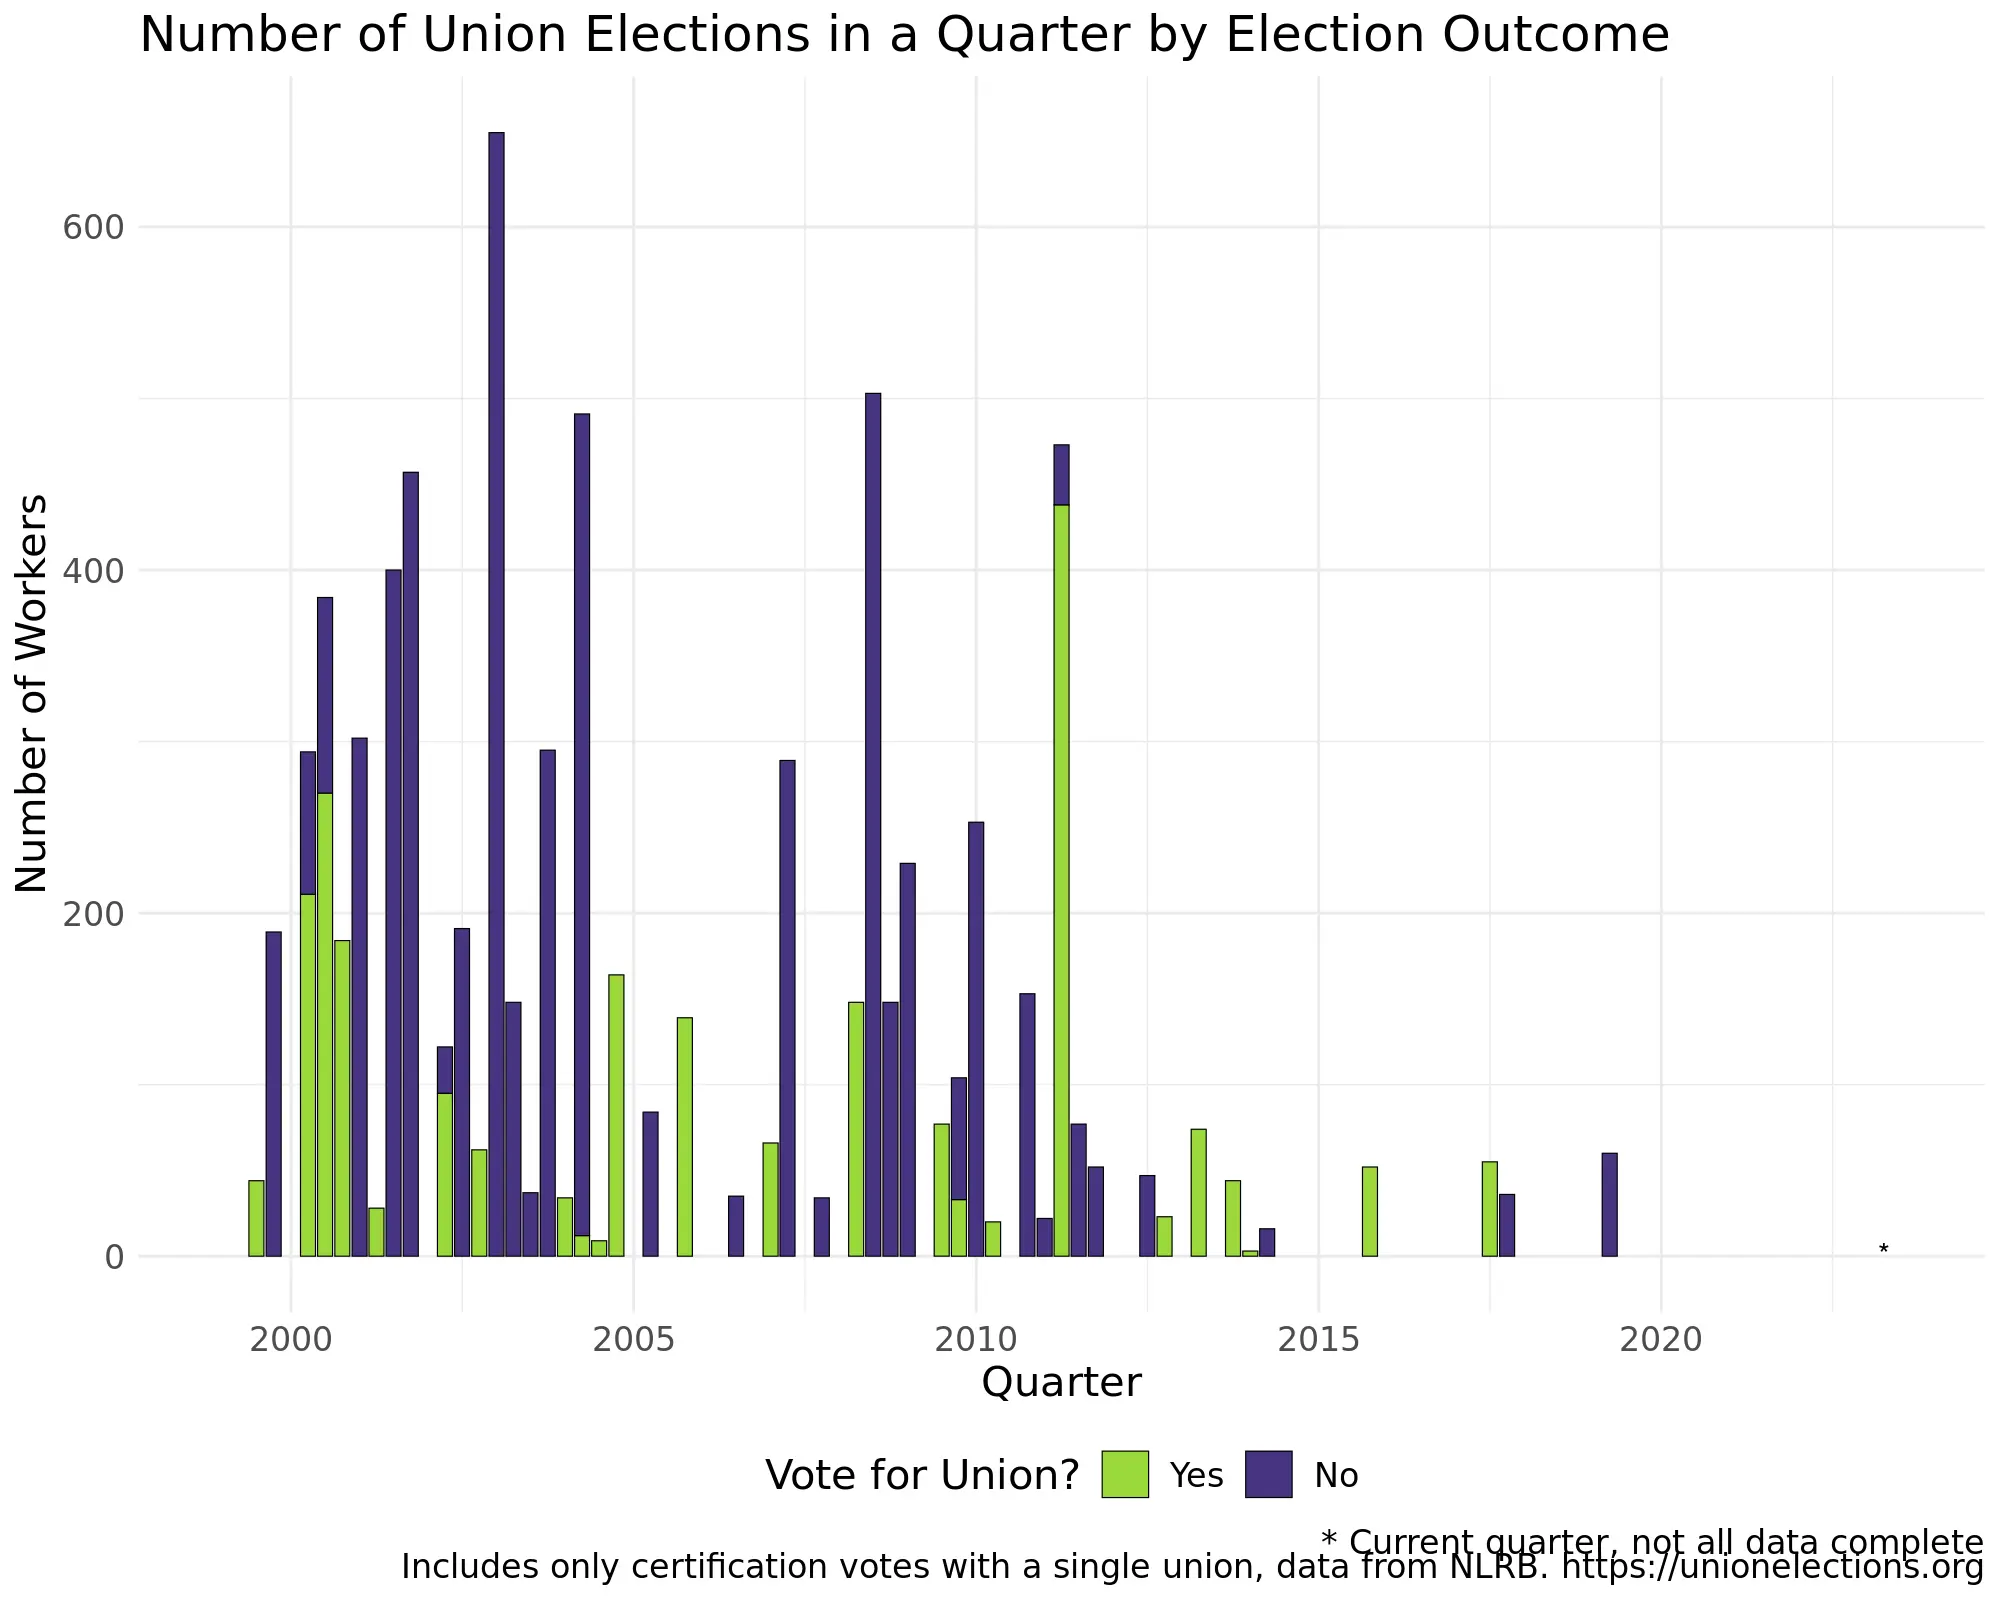 Number of Union Elections in a Quarter by Election Outcome
Number of Workers
600
400
200
0
*
2000 2005 2010 2015 2020
Quarter
Vote for Union? Yes No
* Current quarter, not all data complete
Includes only certification votes with a single union, data from NLRB. https://unionelections.org